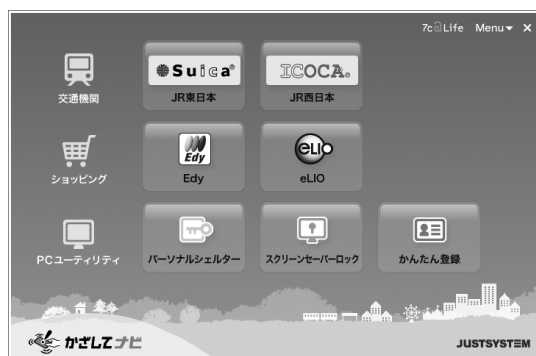 7caLife Menu▼ ×
Suica
ICOCA
交通機関
JR東日本
JR西日本
Edy
eLIO
ショッピング
Edy
eLIO
PCユーティリティ
パーソナルシェルター
スクリーンセーバーロック
かんたん登録
かざしてナビ
JUSTSYSTEM